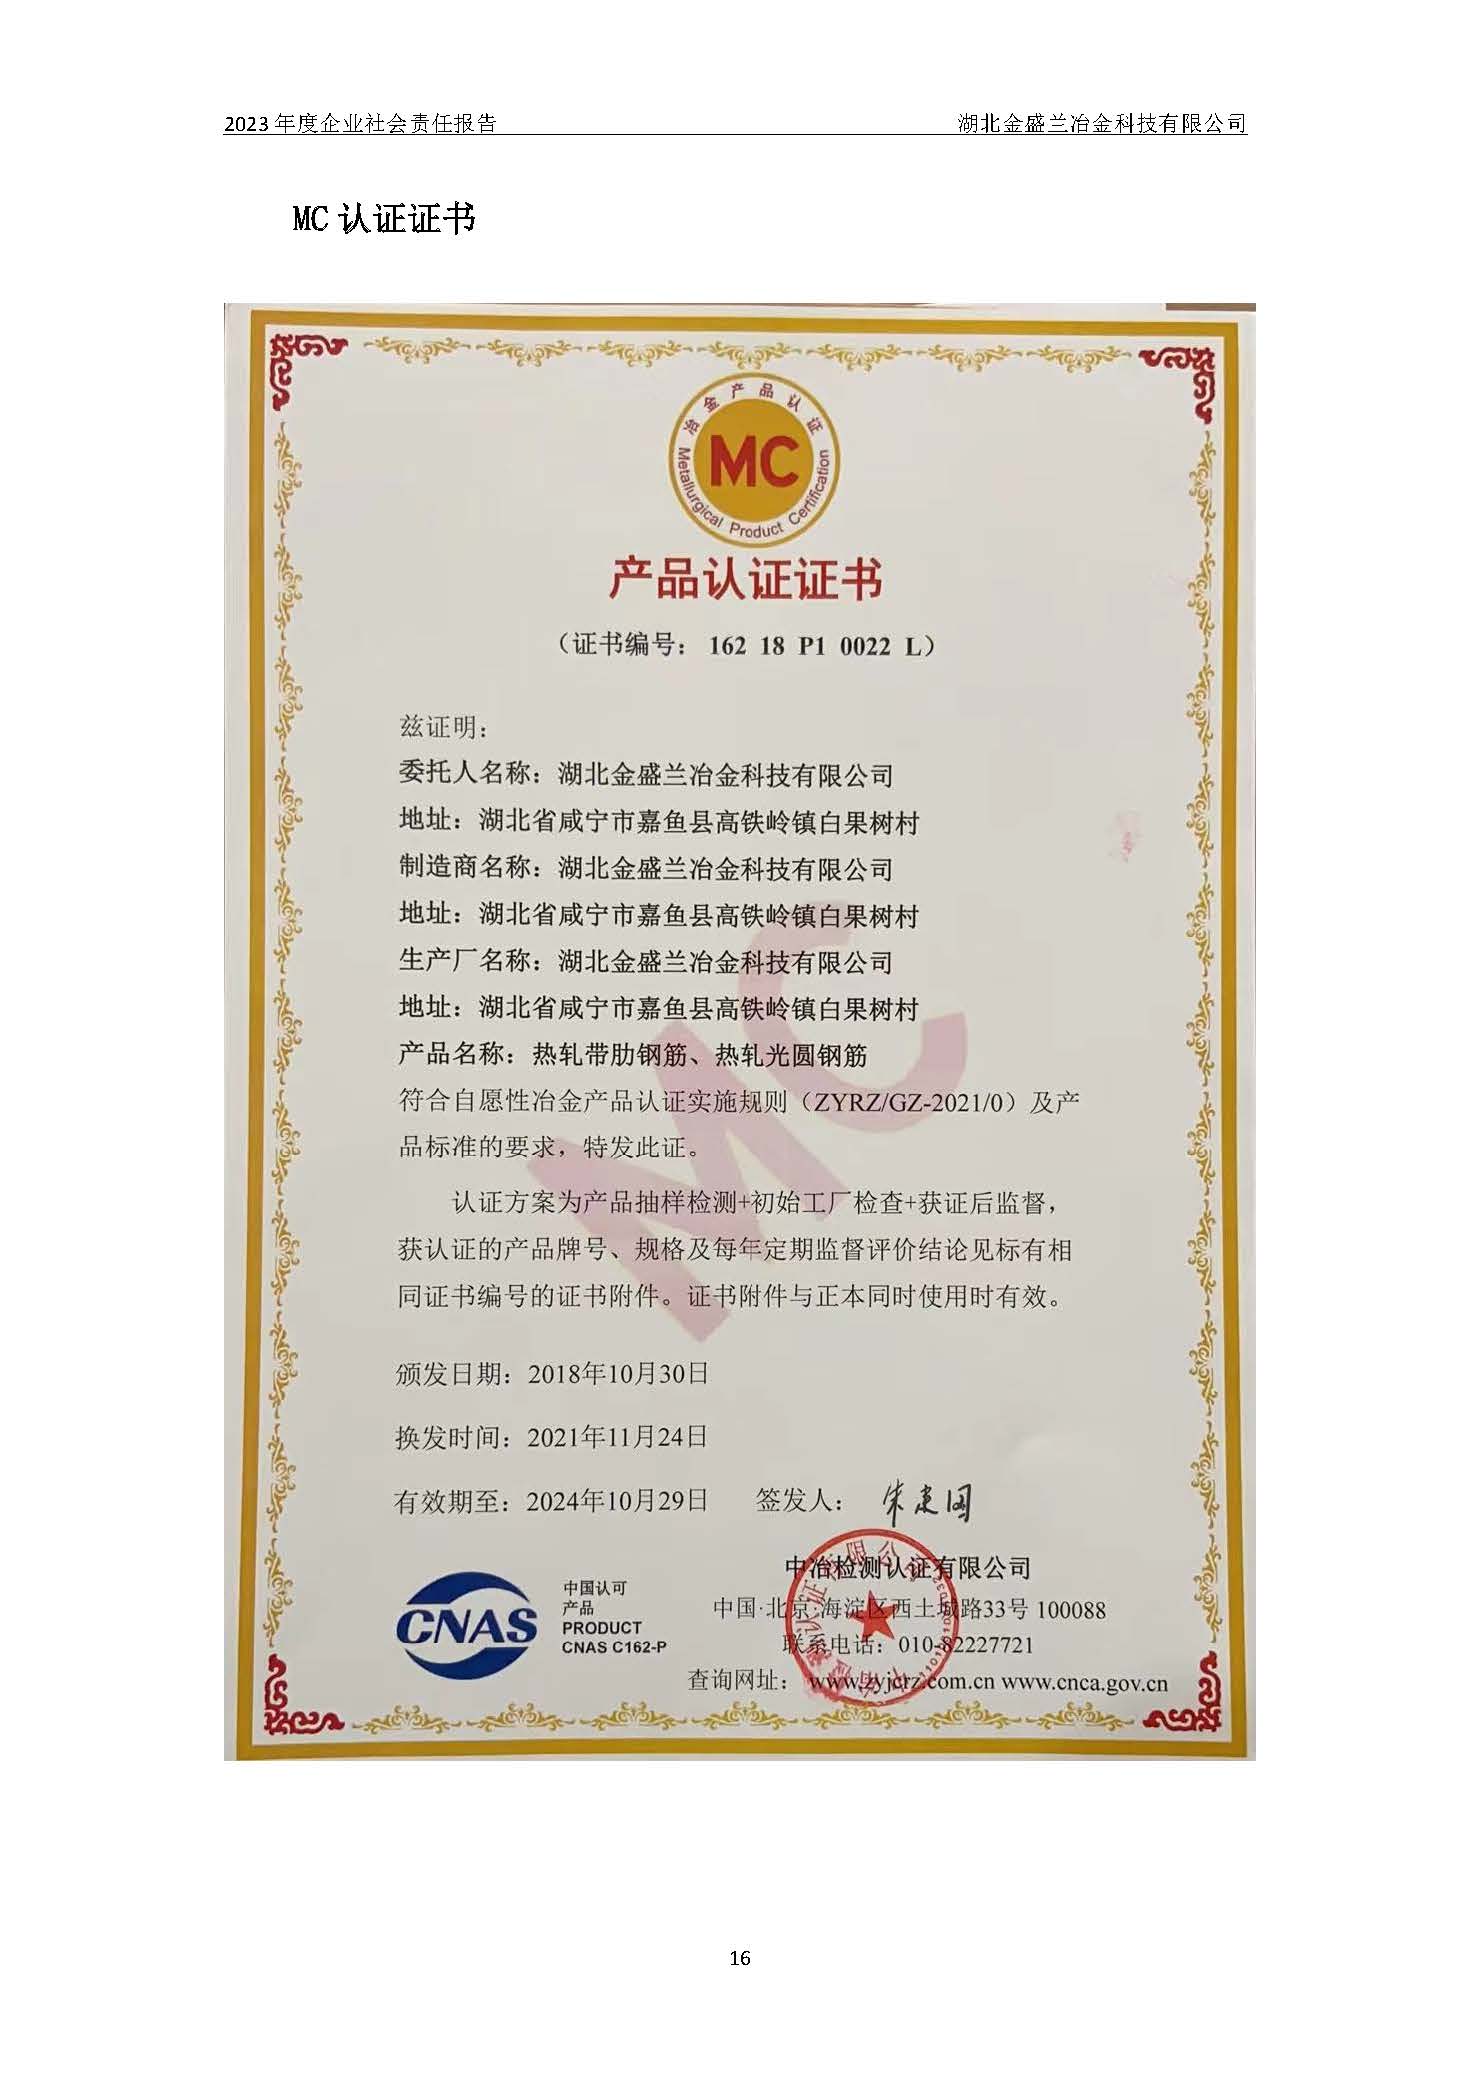 2023 年度企业社会责任报告 湖北金盛兰冶金科技有限公司
MC 认证证书
冶金产品认证
MC
Metallurgical Product Certification
产品认证证书
（证书编号： 162 18 P1 0022 L）
兹证明：
委托人名称：湖北金盛兰冶金科技有限公司
地址：湖北省咸宁市嘉鱼县高铁岭镇白果树村
制造商名称：湖北金盛兰冶金科技有限公司
地址：湖北省咸宁市嘉鱼县高铁岭镇白果树村
生产厂名称：湖北金盛兰冶金科技有限公司
地址：湖北省咸宁市嘉鱼县高铁岭镇白果树村
产品名称：热轧带肋钢筋、热轧光圆钢筋
符合自愿性冶金产品认证实施规则（ZYRZ/GZ-2021/0）及产
品标准的要求，特发此证。
认证方案为产品抽样检测+初始工厂检查+获证后监督，
获认证的产品牌号、规格及每年定期监督评价结论见标有相
同证书编号的证书附件。证书附件与正本同时使用时有效。
MC
颁发日期：2018年10月30日
换发时间：2021年11月24日
有效期至：2024年10月29日 签发人：
中冶检测认证有限公司
中国·北京·海淀区西土城路33号 100088
联系电话：010-82227721
查询网址： www.zyjcrz.com.cn www.cnca.gov.cn
CNAS
中国认可
产品
PRODUCT
CNAS C162-P
16